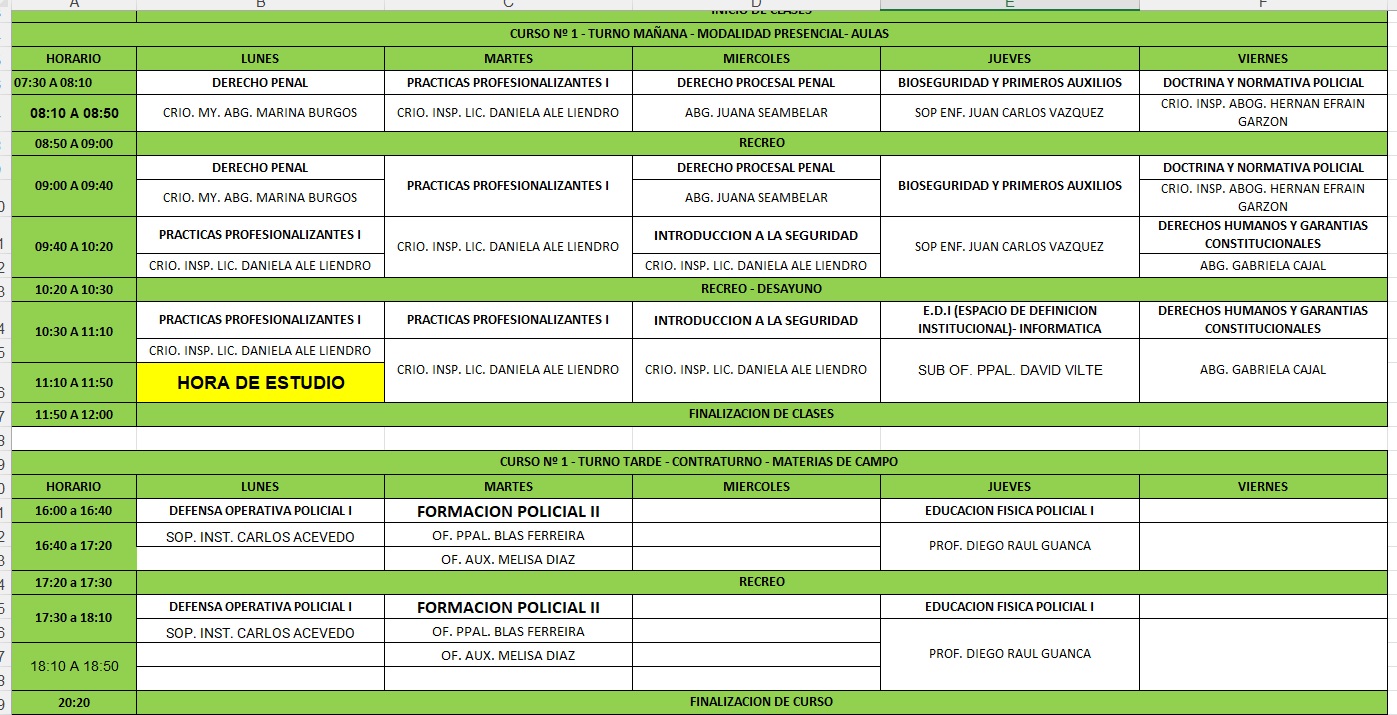 A B C D E F
INICIO DE CLASES
CURSO Nº 1 - TURNO MAÑANA - MODALIDAD PRESENCIAL- AULAS
HORARIO LUNES MARTES MIERCOLES JUEVES VIERNES
07:30 A 08:10 DERECHO PENAL PRACTICAS PROFESIONALIZANTES I DERECHO PROCESAL PENAL BIOSEGURIDAD Y PRIMEROS AUXILIOS DOCTRINA Y NORMATIVA POLICIAL
08:10 A 08:50 CRIO. MY. ABG. MARINA BURGOS CRIO. INSP. LIC. DANIELA ALE LIENDRO ABG. JUANA SEAMBELAR SOP ENF. JUAN CARLOS VAZQUEZ CRIO. INSP. ABOG. HERNAN EFRAIN
GARZON
08:50 A 09:00 RECREO
09:00 A 09:40 DERECHO PENAL PRACTICAS PROFESIONALIZANTES I DERECHO PROCESAL PENAL BIOSEGURIDAD Y PRIMEROS AUXILIOS DOCTRINA Y NORMATIVA POLICIAL
CRIO. MY. ABG. MARINA BURGOS ABG. JUANA SEAMBELAR CRIO. INSP. ABOG. HERNAN EFRAIN
GARZON
09:40 A 10:20 PRACTICAS PROFESIONALIZANTES I CRIO. INSP. LIC. DANIELA ALE LIENDRO INTRODUCCION A LA SEGURIDAD SOP ENF. JUAN CARLOS VAZQUEZ DERECHOS HUMANOS Y GARANTIAS
CONSTITUCIONALES
CRIO. INSP. LIC. DANIELA ALE LIENDRO CRIO. INSP. LIC. DANIELA ALE LIENDRO ABG. GABRIELA CAJAL
10:20 A 10:30 RECREO - DESAYUNO
10:30 A 11:10 PRACTICAS PROFESIONALIZANTES I PRACTICAS PROFESIONALIZANTES I INTRODUCCION A LA SEGURIDAD E.D.I (ESPACIO DE DEFINICION DERECHOS HUMANOS Y GARANTIAS
INSTITUCIONAL)- INFORMATICA CONSTITUCIONALES
CRIO. INSP. LIC. DANIELA ALE LIENDRO
11:10 A 11:50 HORA DE ESTUDIO CRIO. INSP. LIC. DANIELA ALE LIENDRO CRIO. INSP. LIC. DANIELA ALE LIENDRO SUB OF. PPAL. DAVID VILTE ABG. GABRIELA CAJAL
11:50 A 12:00 FINALIZACION DE CLASES
CURSO Nº 1 - TURNO TARDE - CONTRATURNO - MATERIAS DE CAMPO
HORARIO LUNES MARTES MIERCOLES JUEVES VIERNES
16:00 a 16:40 DEFENSA OPERATIVA POLICIAL I FORMACION POLICIAL II EDUCACION FISICA POLICIAL I
16:40 a 17:20 SOP. INST. CARLOS ACEVEDO OF. PPAL. BLAS FERREIRA PROF. DIEGO RAUL GUANCA
OF. AUX. MELISA DIAZ
17:20 a 17:30 RECREO
17:30 a 18:10 DEFENSA OPERATIVA POLICIAL I FORMACION POLICIAL II EDUCACION FISICA POLICIAL I
SOP. INST. CARLOS ACEVEDO OF. PPAL. BLAS FERREIRA
18:10 A 18:50 OF. AUX. MELISA DIAZ PROF. DIEGO RAUL GUANCA
20:20 FINALIZACION DE CURSO